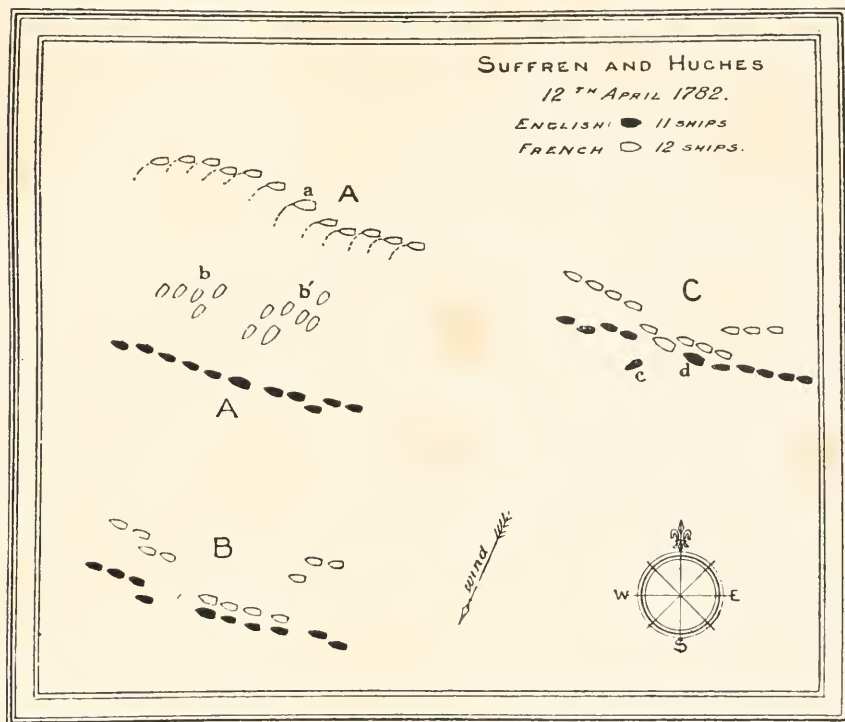 SUFFREN AND HUGHES
12TH APRIL 1782.
ENGLISH 11 SHIPS
FRENCH 12 SHIPS.
a A
b b'
A
C
c d
B
wind
W E
S